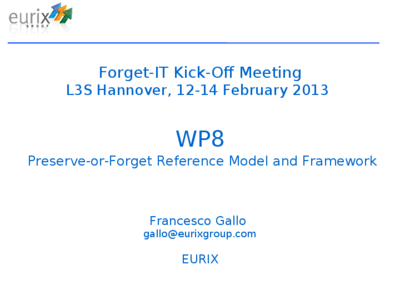 eurix
GROUP
Forget-IT Kick-Off Meeting
L3S Hannover, 12-14 February 2013
WP8
Preserve-or-Forget Reference Model and Framework
Francesco Gallo
gallo@eurixgroup.com
EURIX